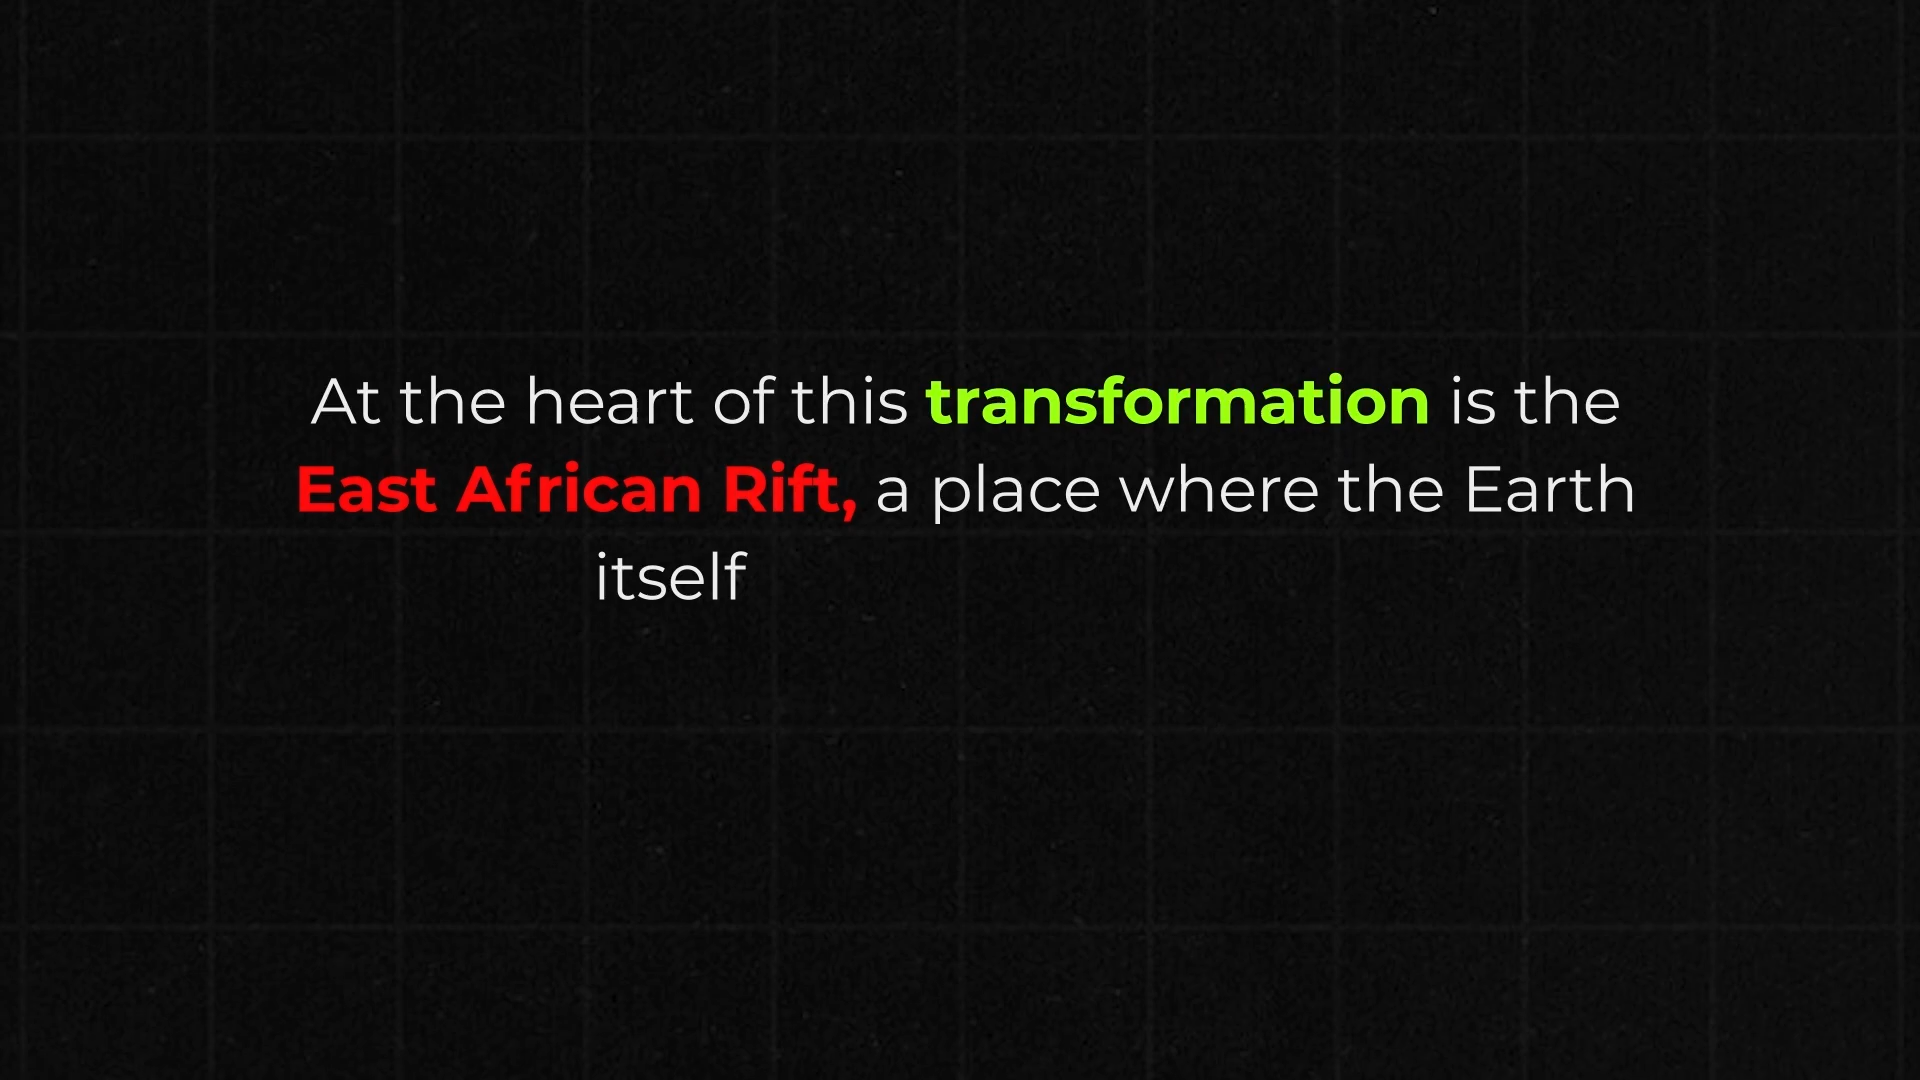 At the heart of this transformation is the
East African Rift, a place where the Earth
itself